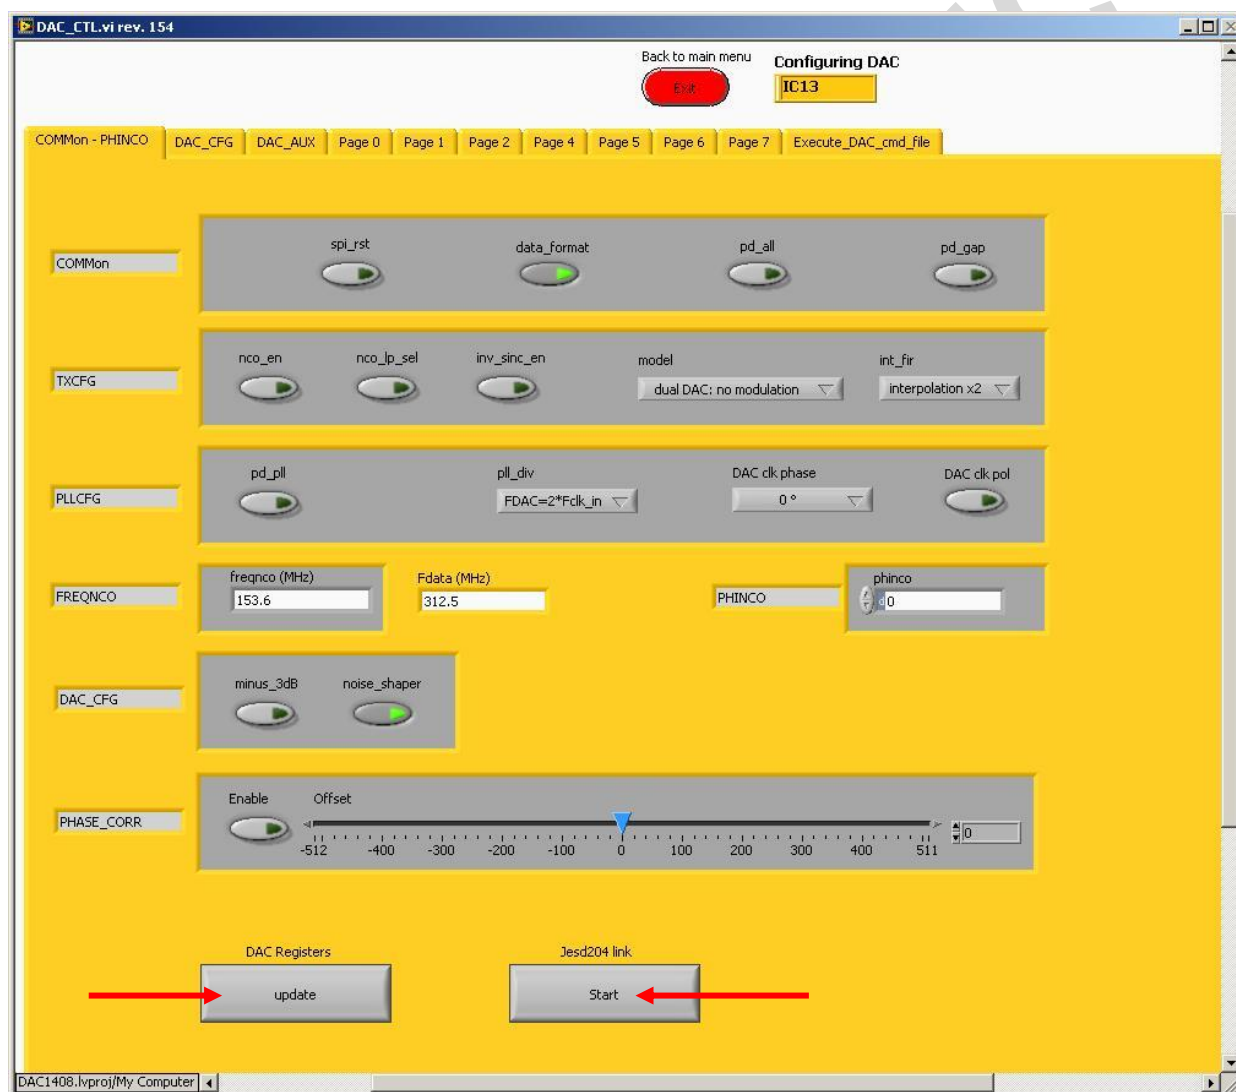 DAC_CTL.vi rev. 154
Back to main menu
Configuring DAC
Exit
IC13
COMMon - PHINCO DAC_CFG DAC_AUX Page 0 Page 1 Page 2 Page 4 Page 5 Page 6 Page 7 Execute_DAC_cmd_file
COMMon
spi_rst data_format pd_all pd_gap
TXCFG
nco_en nco_lp_sel inv_sinc_en model int_fir
dual DAC: no modulation interpolation x2
PLLCFG
pd_pll pll_div DAC clk phase DAC clk pol
FDAC=2*Fclk_in 0 °
FREQNCO
freqnco (MHz) Fdata (MHz)
153.6 312.5
PHINCO
phinco
d0
DAC_CFG
minus_3dB noise_shaper
PHASE_CORR
Enable Offset
-512 -400 -300 -200 -100 0 100 200 300 400 511
0
DAC Registers Jesd204 link
update Start
DAC1408.lvproj/My Computer